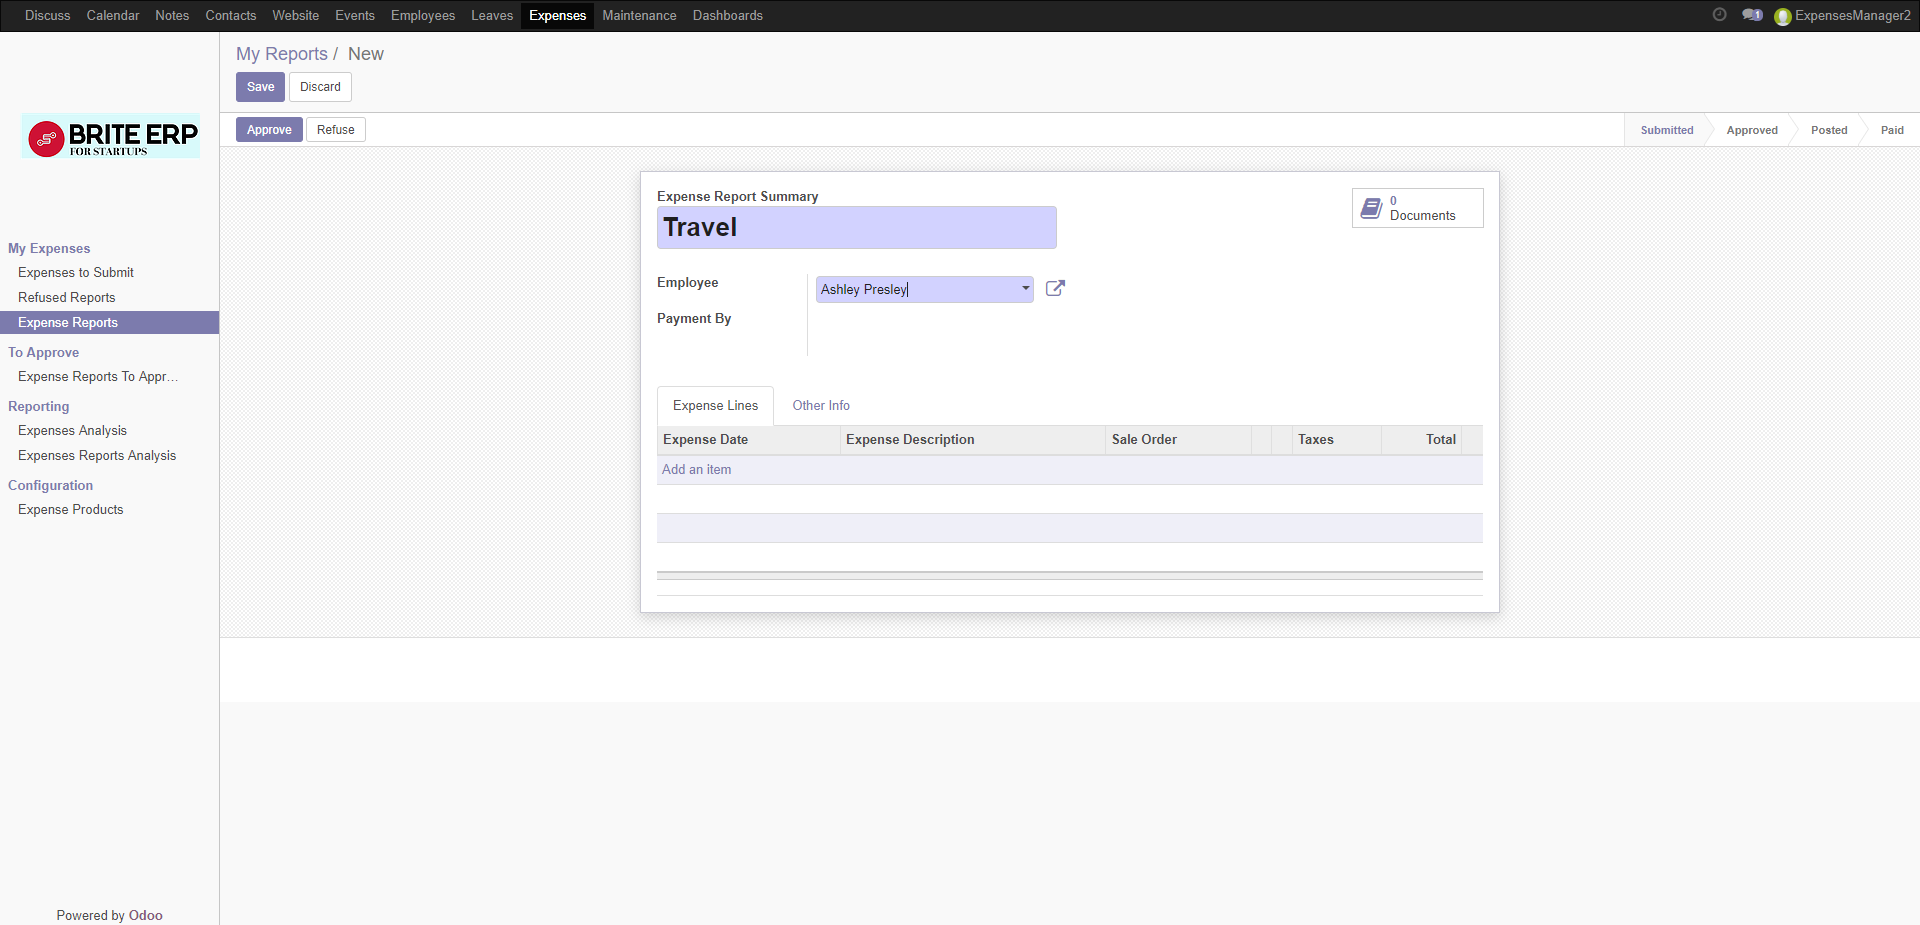 Discuss Calendar Notes Contacts Website Events Employees Leaves Expenses Maintenance Dashboards 1 ExpensesManager2
My Reports / New
Save Discard
Approve Refuse Submitted Approved Posted Paid
BRITE ERP
FOR STARTUPS
My Expenses
Expenses to Submit
Refused Reports
Expense Reports
To Approve
Expense Reports To Appr…
Reporting
Expenses Analysis
Expenses Reports Analysis
Configuration
Expense Products
Powered by Odoo
Expense Report Summary
Travel
0
Documents
Employee Ashley Presley
Payment By
Expense Lines Other Info
Expense Date Expense Description Sale Order Taxes Total
Add an item